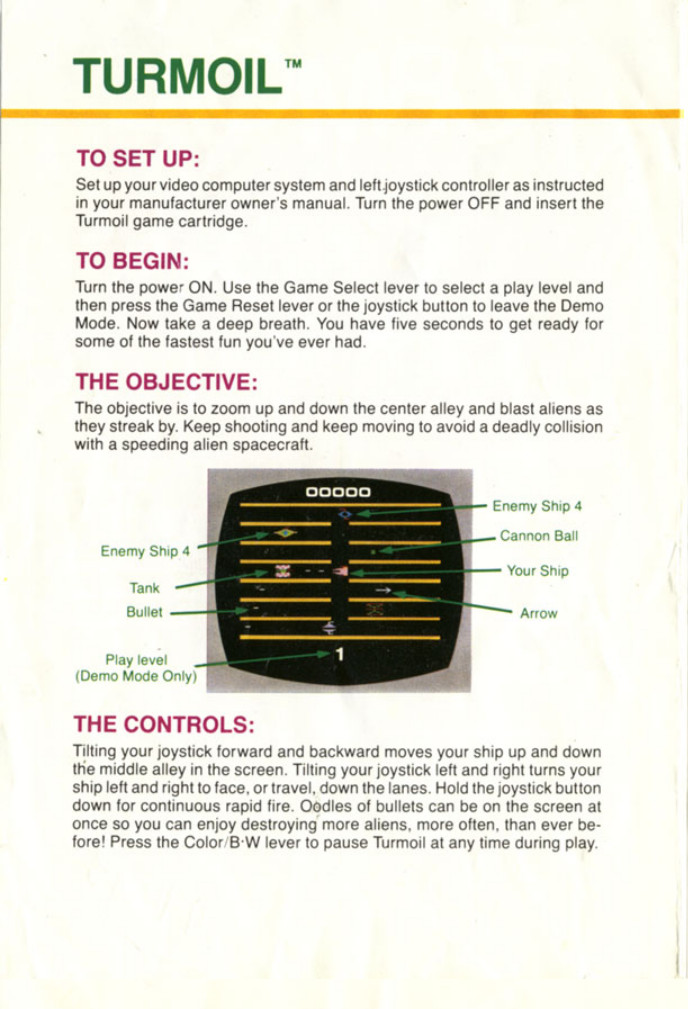 TURMOIL™
TO SET UP:
Set up your video computer system and left joystick controller as instructed
in your manufacturer owner's manual. Turn the power OFF and insert the
Turmoil game cartridge.
TO BEGIN:
Turn the power ON. Use the Game Select lever to select a play level and
then press the Game Reset lever or the joystick button to leave the Demo
Mode. Now take a deep breath. You have five seconds to get ready for
some of the fastest fun you've ever had.
THE OBJECTIVE:
The objective is to zoom up and down the center alley and blast aliens as
they streak by. Keep shooting and keep moving to avoid a deadly collision
with a speeding alien spacecraft.
00000
Enemy Ship 4
Cannon Ball
Enemy Ship 4
Your Ship
Tank
Bullet
Arrow
1
Play level
(Demo Mode Only)
THE CONTROLS:
Tilting your joystick forward and backward moves your ship up and down
the middle alley in the screen. Tilting your joystick left and right turns your
ship left and right to face, or travel, down the lanes. Hold the joystick button
down for continuous rapid fire. Oodles of bullets can be on the screen at
once so you can enjoy destroying more aliens, more often, than ever be-
fore! Press the Color/B·W lever to pause Turmoil at any time during play.